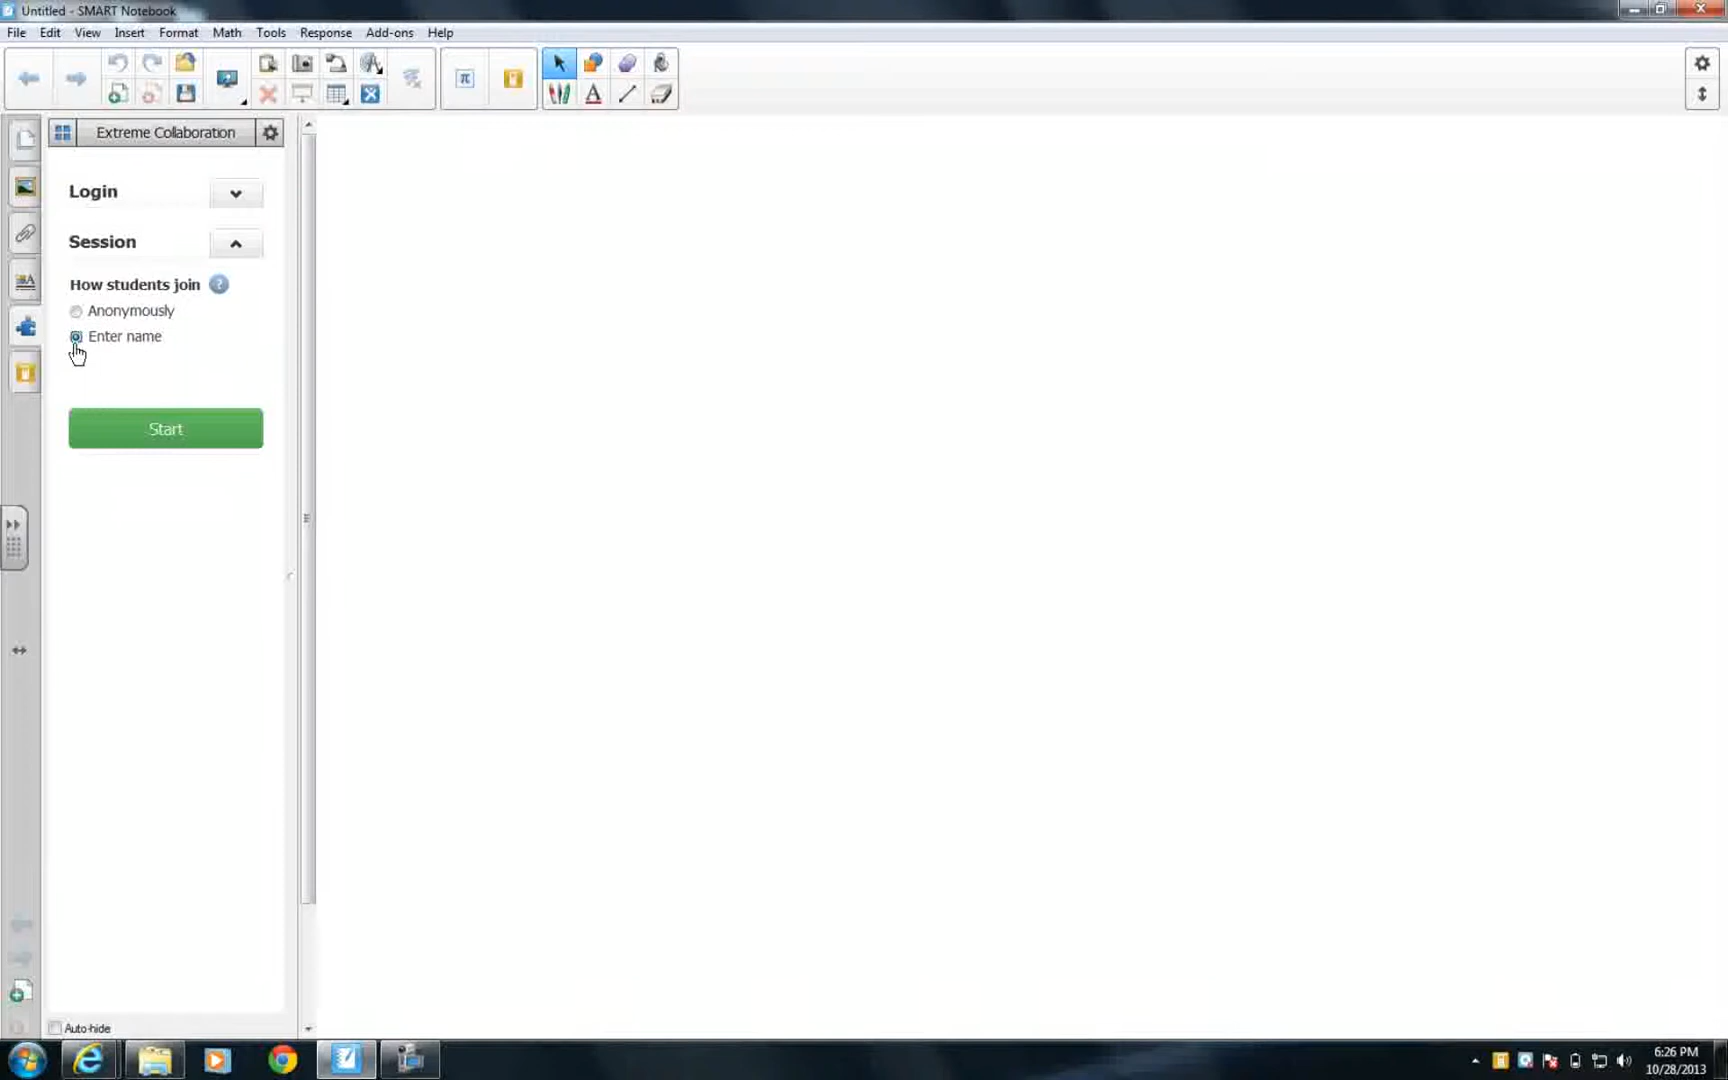 Untitled - SMART Notebook
File Edit View Insert Format Math Tools Response Add-ons Help
π
A
Extreme Collaboration
Login
Session
How students join ?
Anonymously
Enter name
Start
Auto-hide
6:26 PM
10/28/2013